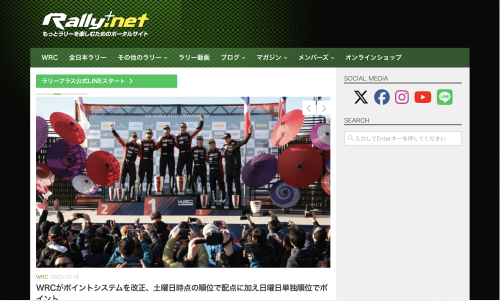 Rally+.net
もっとラリーを楽しむためのポータルサイト
WRC 全日本ラリー その他のラリー ラリー動画 ブログ マガジン メンバーズ オンラインショップ
ラリープラス公式LINEスタート
SOCIAL MEDIA
X f LINE
SEARCH
入力してEnterキーを押してください
2 1 WRC 3
WRC
WRCがポイントシステムを改正、土曜日時点の順位で配点に加え日曜日単独順位でポ
イント